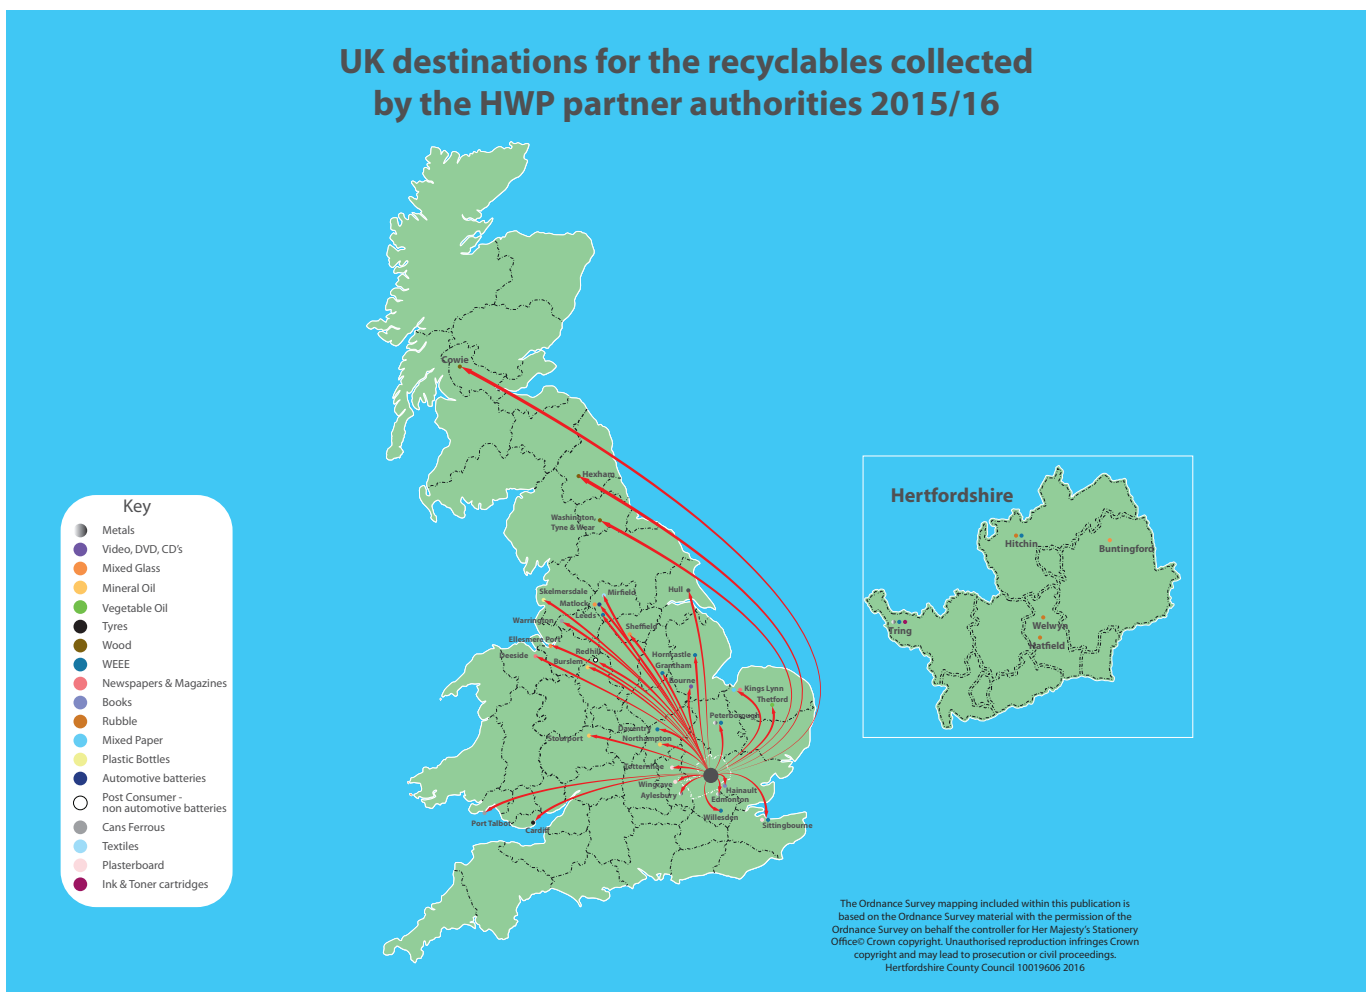 UK destinations for the recyclables collected
by the HWP partner authorities 2015/16
Cowie
Hexham
Washington,
Tyne & Wear
Skelmersdale
Mirfield
Hull
Matlock
Leeds
Warrington
Sheffield
Ellesmere Port
Deeside
Redhill
Burslem
Horncastle
Grantham
Bourne
Kings Lynn
Thetford
Peterborough
Daventry
Northampton
Stourport
Totternhoe
Wingrave
Aylesbury
Hainault
Edmonton
Willesden
Sittingbourne
Port Talbot
Cardiff
Key
Metals
Video, DVD, CD's
Mixed Glass
Mineral Oil
Vegetable Oil
Tyres
Wood
WEEE
Newspapers & Magazines
Books
Rubble
Mixed Paper
Plastic Bottles
Automotive batteries
Post Consumer -
non automotive batteries
Cans Ferrous
Textiles
Plasterboard
Ink & Toner cartridges
Hertfordshire
Hitchin
Buntingford
Tring
Welwyn
Hatfield
The Ordnance Survey mapping included within this publication is
based on the Ordnance Survey material with the permission of the
Ordnance Survey on behalf the controller for Her Majesty's Stationery
Office© Crown copyright. Unauthorised reproduction infringes Crown
copyright and may lead to prosecution or civil proceedings.
Hertfordshire County Council 10019606 2016